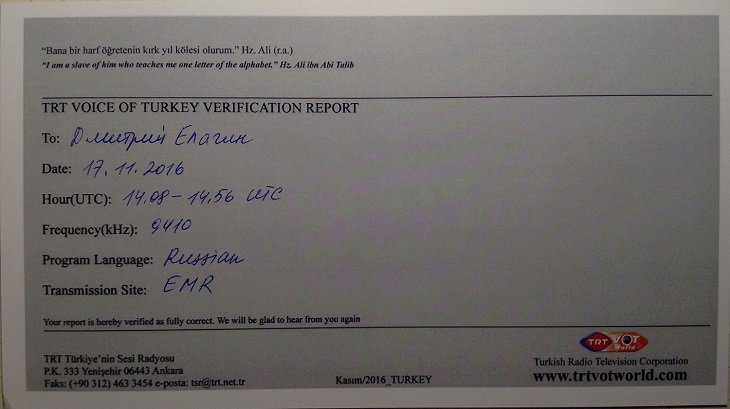 “Bana bir harf öğretenin kırk yıl kölesi olurum.” Hz. Ali (r.a.)
“I am a slave of him who teaches me one letter of the alphabet.” Hz. Ali ibn Abi Talib
TRT VOICE OF TURKEY VERIFICATION REPORT
To: Дмитрий Елагин
Date: 17.11.2016
Hour(UTC): 14.08 – 14.56 UTC
Frequency(kHz): 9410
Program Language: Russian
Transmission Site: EMR
Your report is hereby verified as fully correct. We will be glad to hear from you again
TRT VOT World
TRT Türkiye'nin Sesi Radyosu
P.K. 333 Yenişehir 06443 Ankara
Faks: (+90 312) 463 3454 e-posta: tsr@trt.net.tr
Kasım/2016_TURKEY
Turkish Radio Television Corporation
www.trtvotworld.com